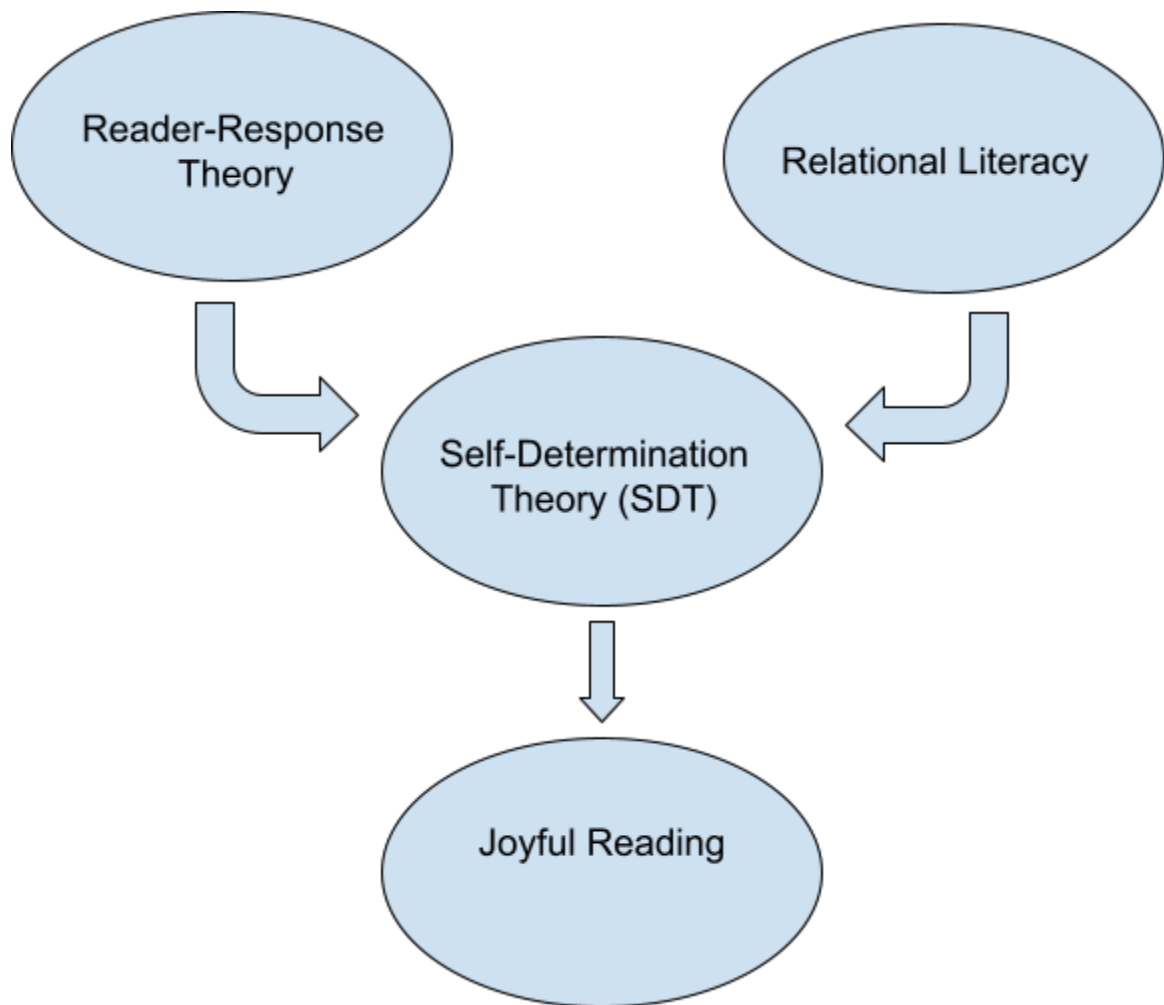 Reader-Response
Theory
Relational Literacy
Self-Determination
Theory (SDT)
Joyful Reading